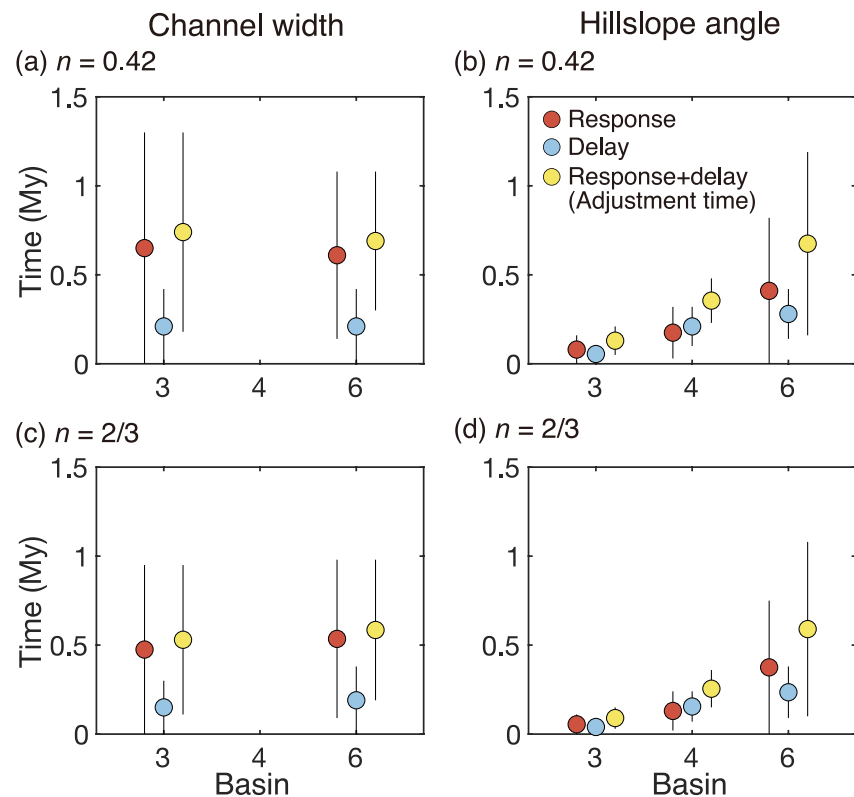 Channel width
Hillslope angle
(a) n = 0.42
(b) n = 0.42
1.5
1
0.5
0
Time (My)
3
4
6
1.5
1
0.5
0
Response
Delay
Response+delay
(Adjustment time)
3
4
6
(c) n = 2/3
(d) n = 2/3
1.5
1
0.5
0
Time (My)
3
4
6
Basin
1.5
1
0.5
0
3
4
6
Basin